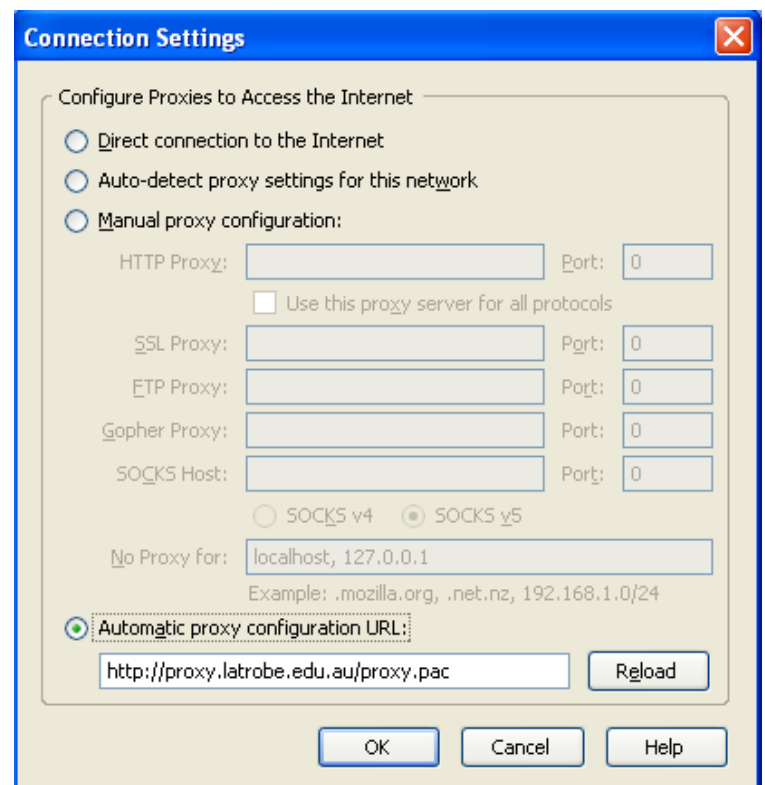 Connection Settings
Configure Proxies to Access the Internet
Direct connection to the Internet
Auto-detect proxy settings for this network
Manual proxy configuration:
HTTP Proxy: Port: 0
Use this proxy server for all protocols
SSL Proxy: Port: 0
FTP Proxy: Port: 0
Gopher Proxy: Port: 0
SOCKS Host: Port: 0
SOCKS v4 SOCKS v5
No Proxy for: localhost, 127.0.0.1
Example: .mozilla.org, .net.nz, 192.168.1.0/24
Automatic proxy configuration URL:
http://proxy.latrobe.edu.au/proxy.pac Reload
OK Cancel Help